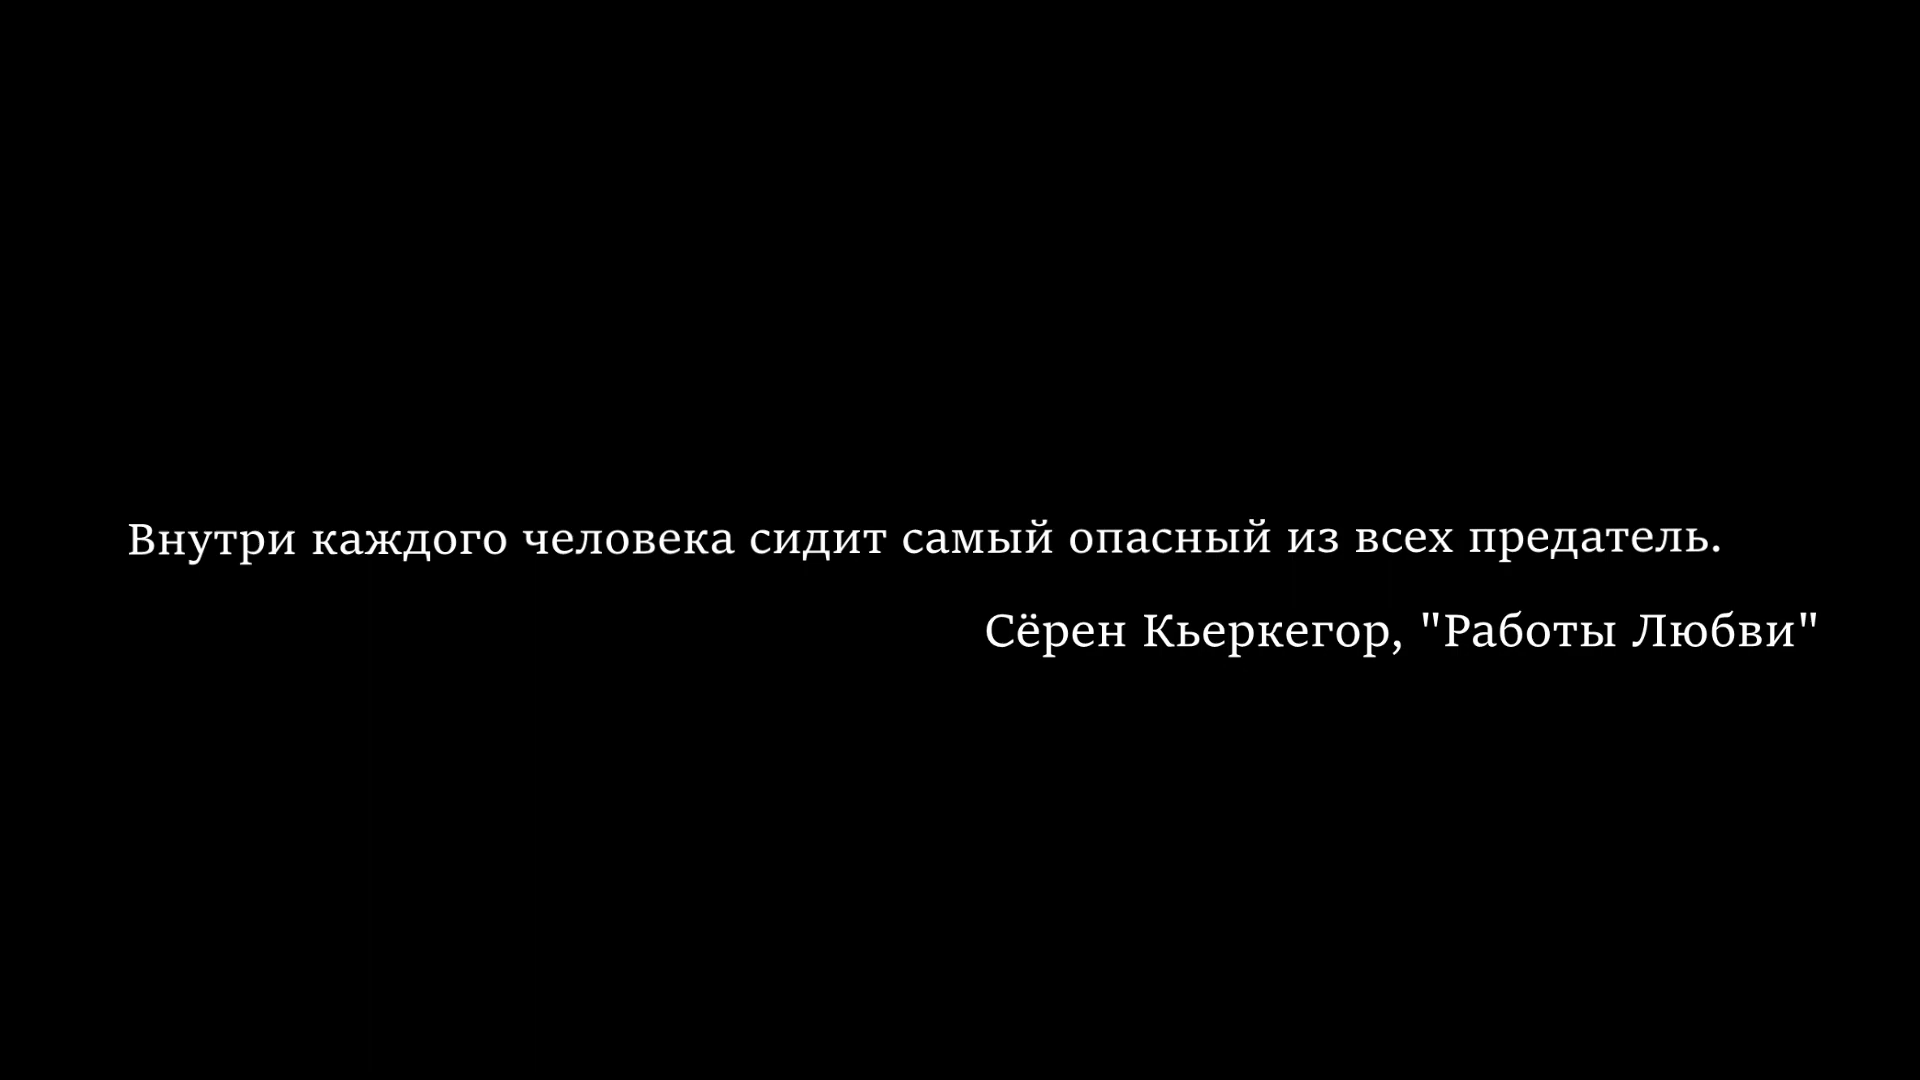 Внутри каждого человека сидит самый опасный из всех предатель.
Сёрен Кьеркегор, "Работы Любви"